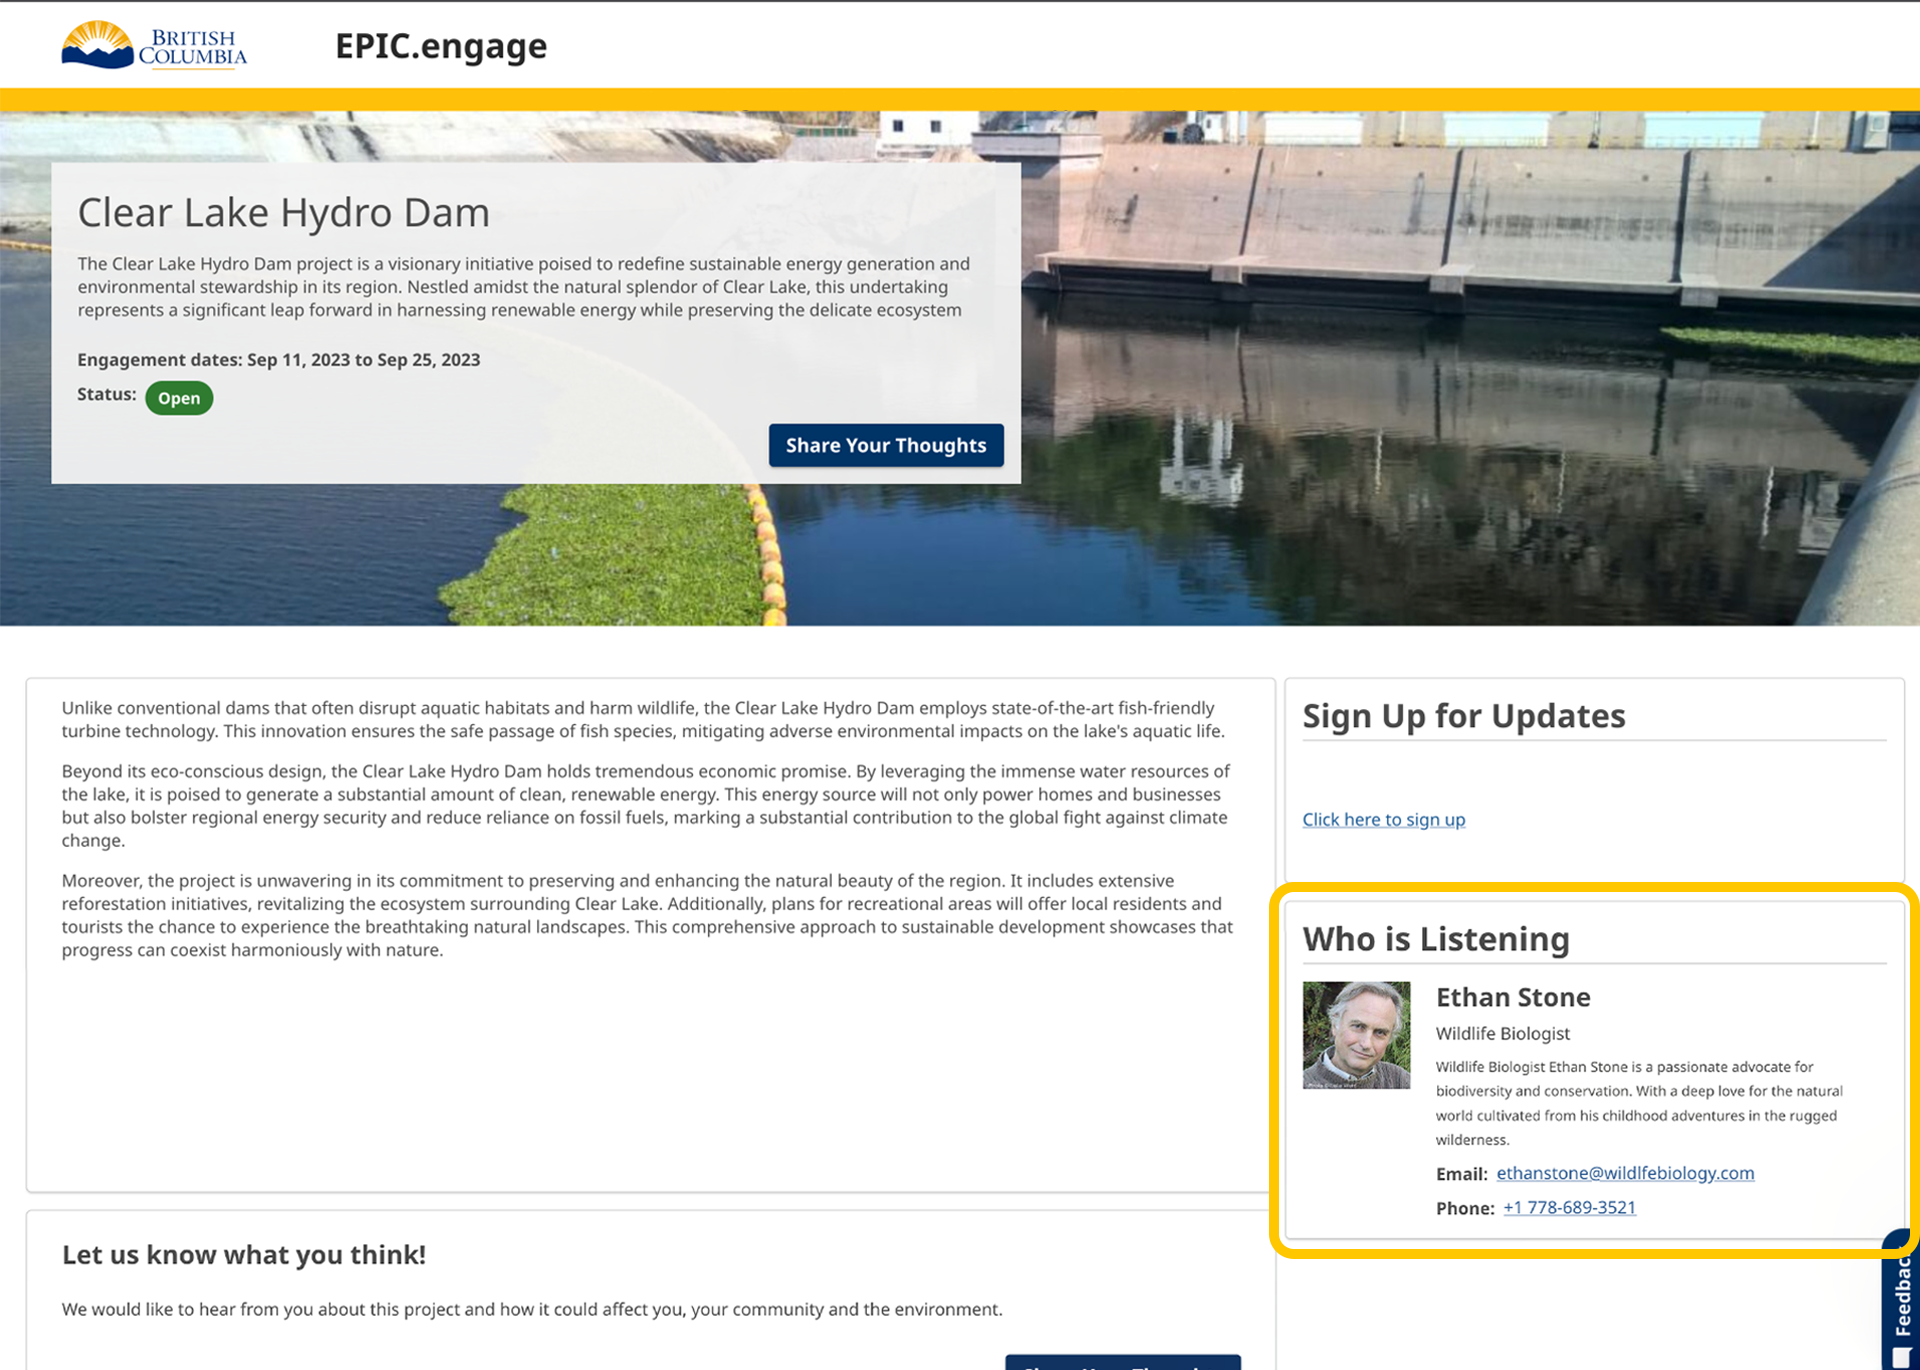 BRITISH
COLUMBIA
EPIC.engage
Clear Lake Hydro Dam
The Clear Lake Hydro Dam project is a visionary initiative poised to redefine sustainable energy generation and
environmental stewardship in its region. Nestled amidst the natural splendor of Clear Lake, this undertaking
represents a significant leap forward in harnessing renewable energy while preserving the delicate ecosystem
Engagement dates: Sep 11, 2023 to Sep 25, 2023
Status: Open
Share Your Thoughts
Unlike conventional dams that often disrupt aquatic habitats and harm wildlife, the Clear Lake Hydro Dam employs state-of-the-art fish-friendly
turbine technology. This innovation ensures the safe passage of fish species, mitigating adverse environmental impacts on the lake's aquatic life.
Beyond its eco-conscious design, the Clear Lake Hydro Dam holds tremendous economic promise. By leveraging the immense water resources of
the lake, it is poised to generate a substantial amount of clean, renewable energy. This energy source will not only power homes and businesses
but also bolster regional energy security and reduce reliance on fossil fuels, marking a substantial contribution to the global fight against climate
change.
Moreover, the project is unwavering in its commitment to preserving and enhancing the natural beauty of the region. It includes extensive
reforestation initiatives, revitalizing the ecosystem surrounding Clear Lake. Additionally, plans for recreational areas will offer local residents and
tourists the chance to experience the breathtaking natural landscapes. This comprehensive approach to sustainable development showcases that
progress can coexist harmoniously with nature.
Let us know what you think!
We would like to hear from you about this project and how it could affect you, your community and the environment.
Sign Up for Updates
Click here to sign up
Who is Listening
Ethan Stone
Wildlife Biologist
Wildlife Biologist Ethan Stone is a passionate advocate for
biodiversity and conservation. With a deep love for the natural
world cultivated from his childhood adventures in the rugged
wilderness.
Email: ethanstone@wildlfebiology.com
Phone: +1 778-689-3521
Feedback